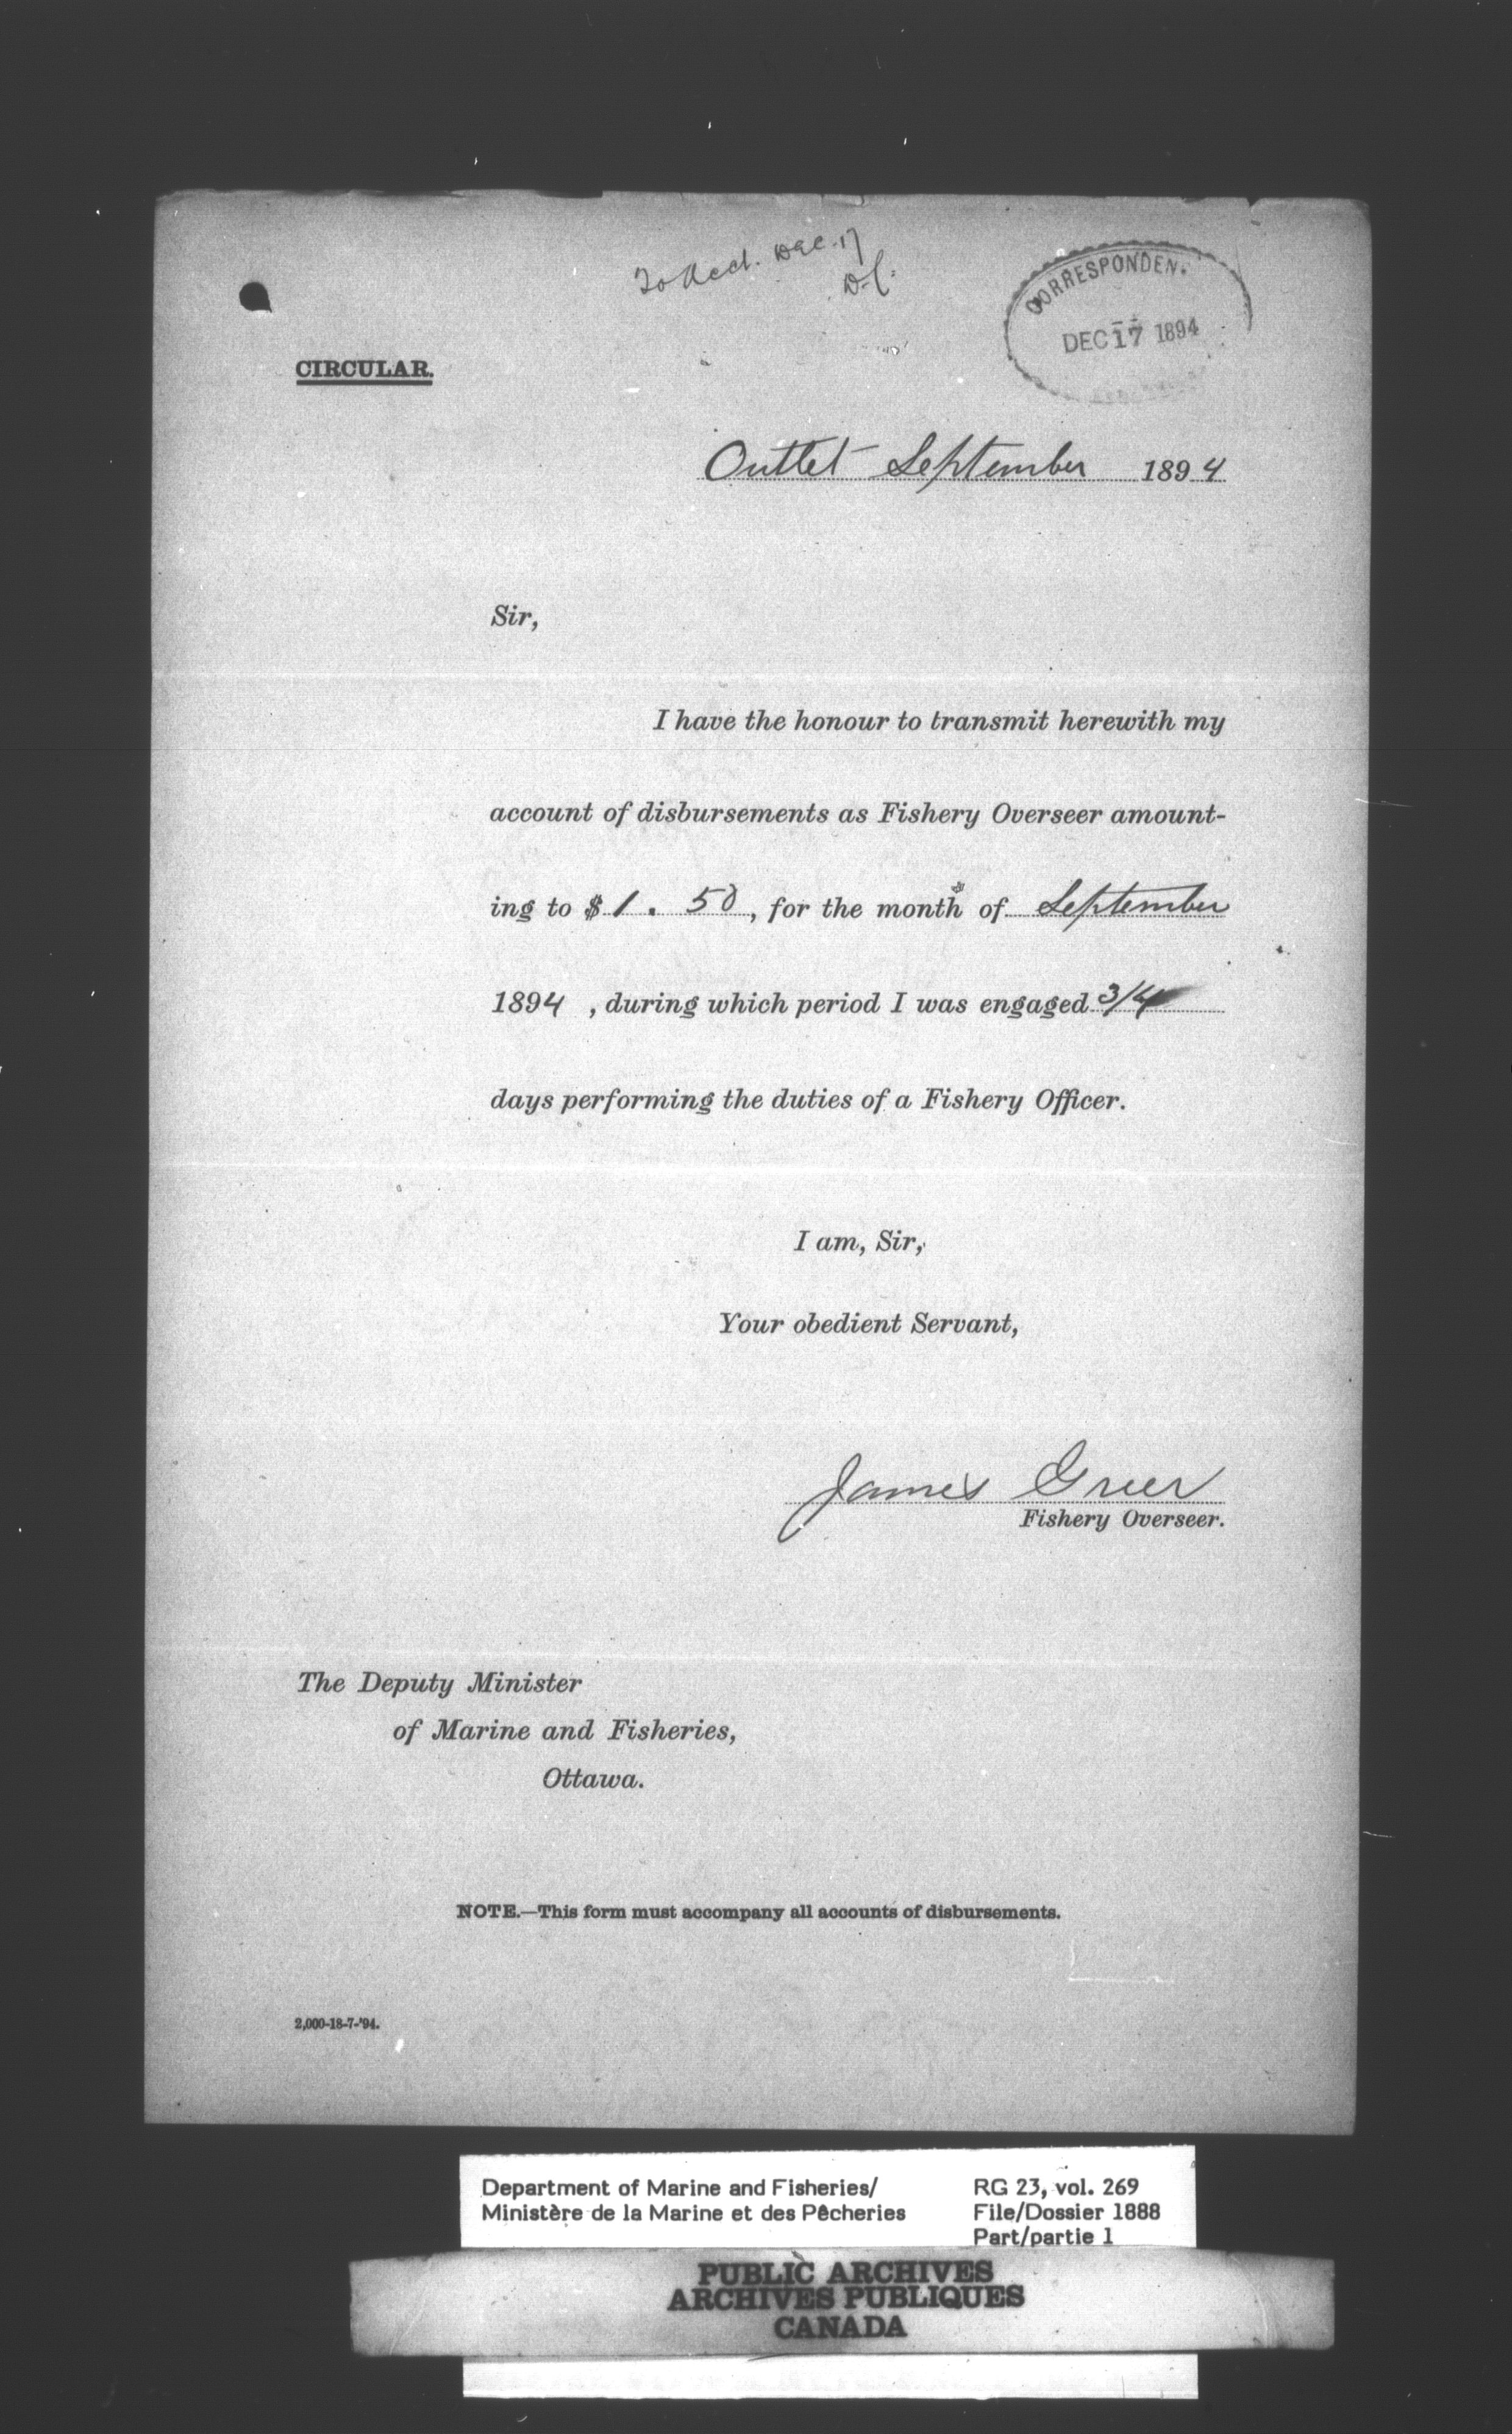 To Acct. Dec. 17
CORRESPONDEN
DEC 17 1894
CIRCULAR.
Outlet September 1894
Sir,
I have the honour to transmit herewith my
account of disbursements as Fishery Overseer amount-
ing to $ 1 . 50, for the month of September
1894 , during which period I was engaged 3/4
days performing the duties of a Fishery Officer.
I am, Sir,
Your obedient Servant,
James Greer
Fishery Overseer.
The Deputy Minister
of Marine and Fisheries,
Ottawa.
NOTE.—This form must accompany all accounts of disbursements.
2,000-18-7-'94.
Department of Marine and Fisheries/
Ministère de la Marine et des Pêcheries
RG 23, vol. 269
File/Dossier 1888
Part/partie 1
PUBLIC ARCHIVES
ARCHIVES PUBLIQUES
CANADA